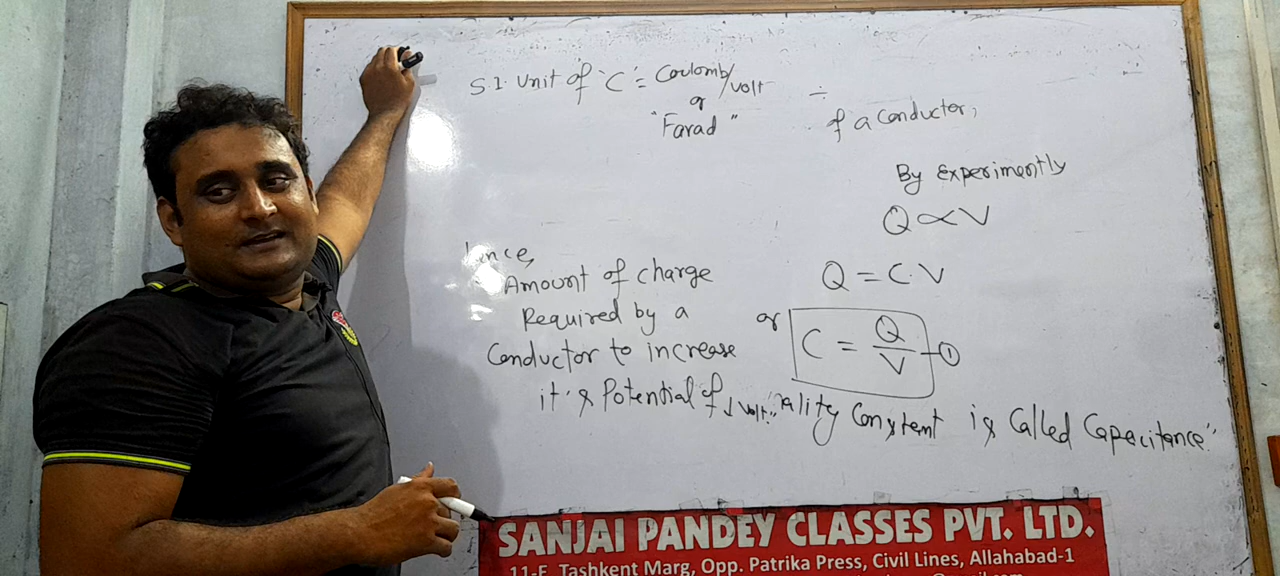 S.I. Unit of 'C' = Coulomb/volt
or
"Farad"
÷
of a Conductor,
By Experimently
Q ∝ V
Q = C.V
or
C = Q/V —①
ence,
Amount of charge
Required by a
Conductor to increase
it's Potential of 1 volt."
ality Constent is Called Capacitance"
SANJAI PANDEY CLASSES PVT. LTD.
11-E, Tashkent Marg, Opp. Patrika Press, Civil Lines, Allahabad-1